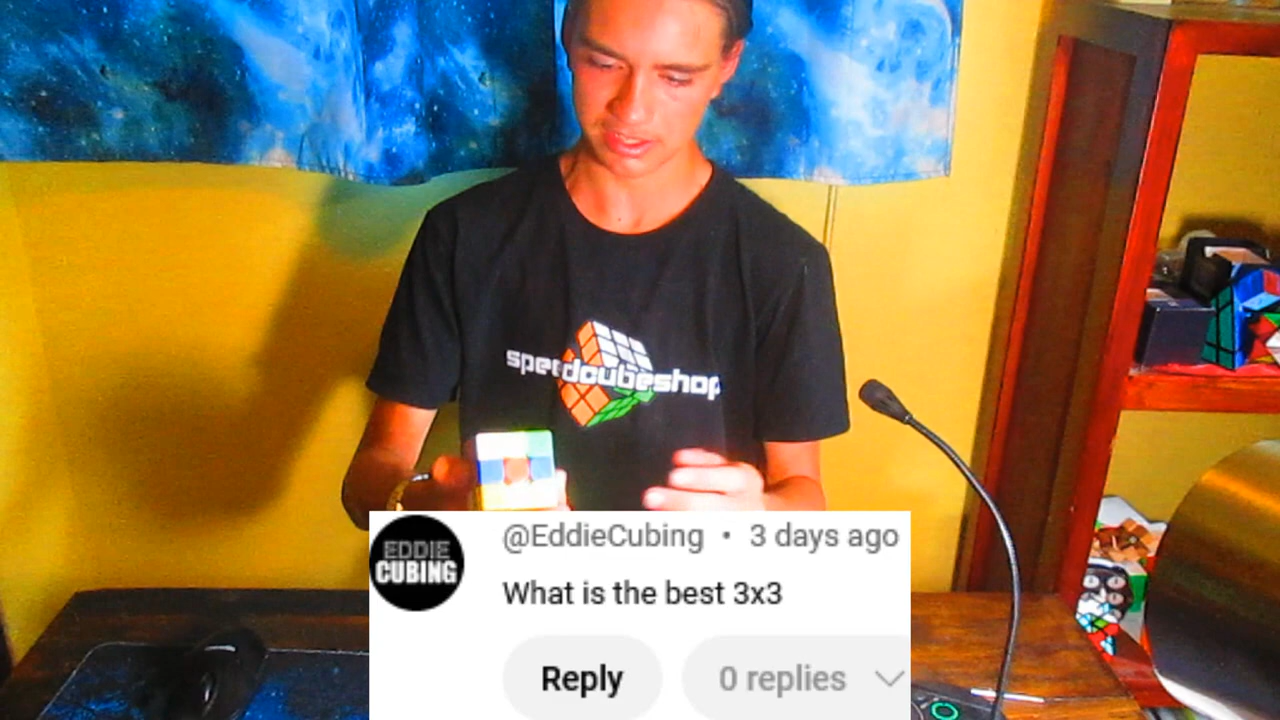 speedcubeshop
EDDIE
CUBING
@EddieCubing • 3 days ago
What is the best 3x3
Reply
0 replies